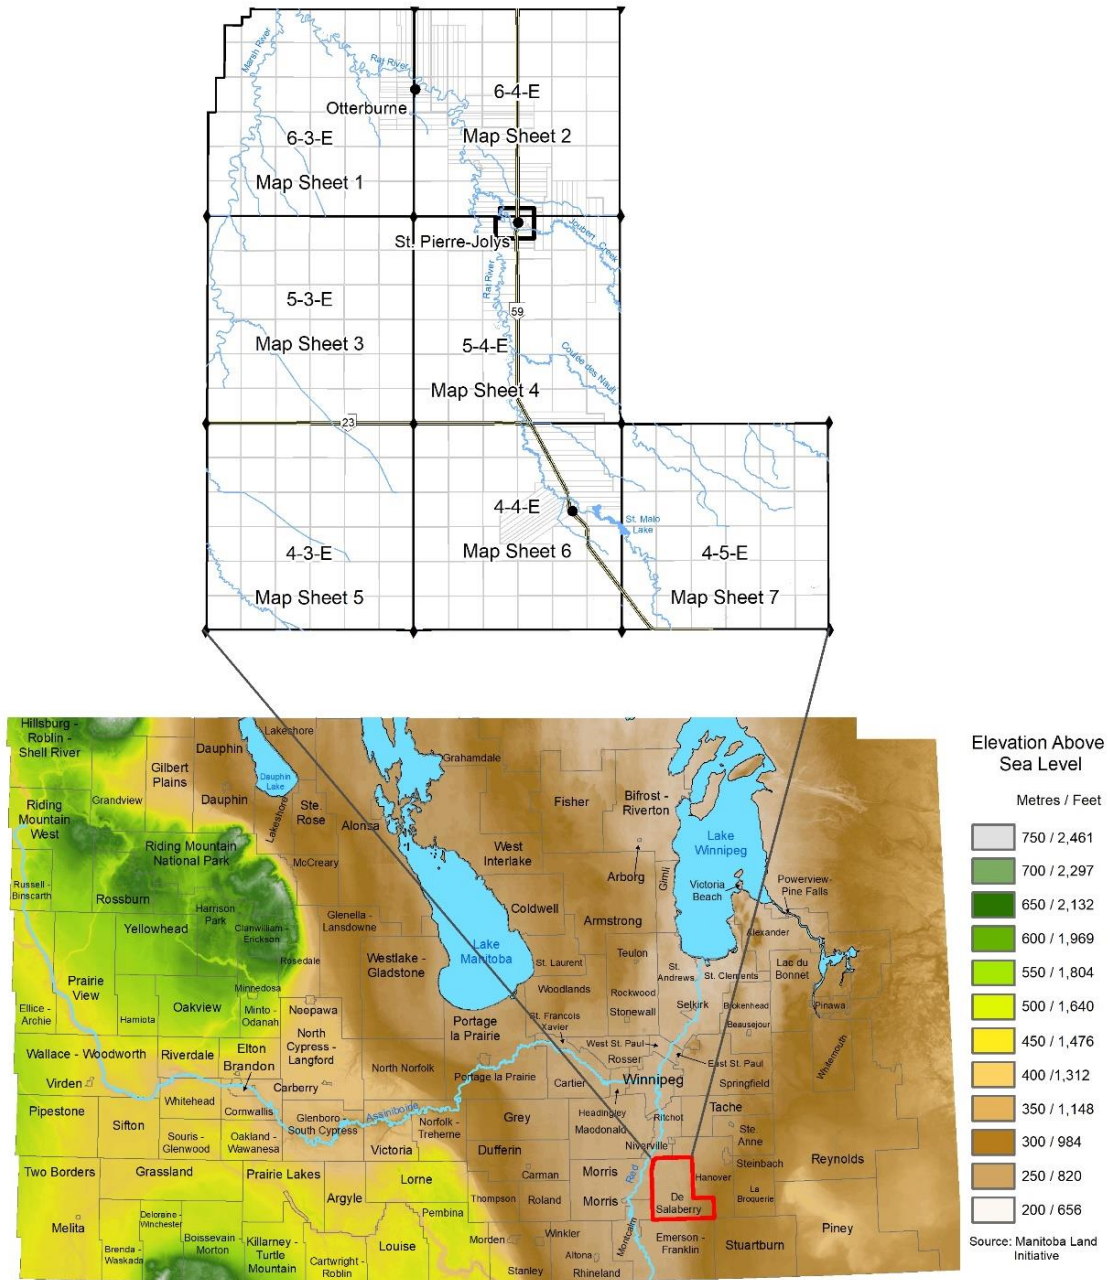 Marsh River
Rat River
6-4-E
Otterburne
Map Sheet 2
6-3-E
Map Sheet 1
St. Pierre-Jolys
Joubert Creek
Rat River
5-3-E
59
Map Sheet 3
5-4-E
Coulée des Nault
Map Sheet 4
23
4-4-E
St. Malo
Lake
Map Sheet 6
4-3-E
4-5-E
Map Sheet 5
Map Sheet 7
Hillsburg -
Roblin -
Shell River
Dauphin
Lakeshore
Grahamdale
Gilbert
Plains
Dauphin
Lake
Grandview
Dauphin
Lakeshore
Ste.
Rose
Alonsa
Fisher
Bifrost -
Riverton
Riding
Mountain
West
Riding Mountain
National Park
McCreary
West
Interlake
Lake
Winnipeg
Arborg
Gimli
Victoria
Beach
Powerview-
Pine Falls
Russell -
Binscarth
Rossburn
Harrison
Park
Yellowhead
Clanwilliam -
Erickson
Glenella -
Lansdowne
Coldwell
Armstrong
Alexander
Rosedale
Westlake -
Gladstone
Lake
Manitoba
St. Laurent
Teulon
St.
Andrews
St. Clements
Lac du
Bonnet
Prairie
View
Minnedosa
Woodlands
Rockwood
Ellice -
Archie
Hamiota
Oakview
Minto -
Odanah
Neepawa
Stonewall
Selkirk
Brokenhead
Pinawa
Portage
la Prairie
St. Francois
Xavier
Beausejour
North
Cypress -
Langford
West St. Paul
Rosser
East St. Paul
Whitemouth
Wallace - Woodworth
Riverdale
Elton
Brandon
North Norfolk
Portage la Prairie
Cartier
Winnipeg
Springfield
Virden
Carberry
Whitehead
Cornwallis
Pipestone
Sifton
Glenboro -
South Cypress
Assiniboine
Norfolk -
Treherne
Grey
Headingley
Macdonald
Ritchot
Tache
Souris -
Glenwood
Oakland -
Wawanesa
Victoria
Dufferin
Niverville
Ste
Anne
Two Borders
Grassland
Prairie Lakes
Lorne
Carman
Morris
Red
Hanover
Steinbach
Reynolds
Argyle
Thompson
Roland
Morris
De
Salaberry
La
Broquerie
Melita
Deloraine -
Winchester
Pembina
Boissevain -
Morton
Killarney -
Turtle
Mountain
Louise
Morden
Winkler
Montcalm
Emerson -
Franklin
Stuartburn
Piney
Brenda -
Waskada
Cartwright -
Roblin
Altona
Stanley
Rhineland
Elevation Above
Sea Level
Metres / Feet
750 / 2,461
700 / 2,297
650 / 2,132
600 / 1,969
550 / 1,804
500 / 1,640
450 / 1,476
400 /1,312
350 / 1,148
300 / 984
250 / 820
200 / 656
Source: Manitoba Land
Initiative